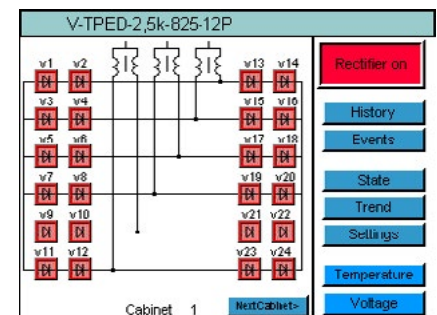 V-TPED-2,5k-825-12P
v1 v2 v13 v14 Rectifier on
v3 v4 v15 v16 History
v5 v6 v17 v18 Events
v7 v8 v19 v20 State
v9 v10 v21 v22 Trend
Settings
v11 v12 v23 v24
Temperature
Cabinet 1 NextCabinet> Voltage